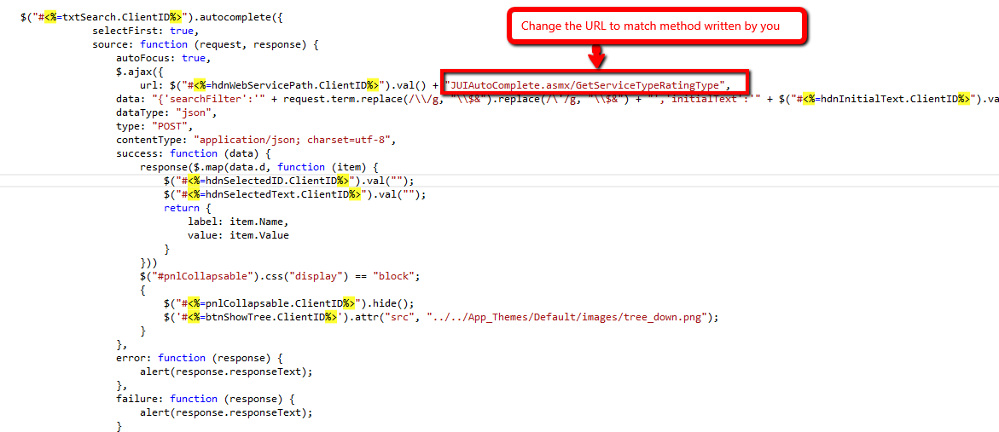 $("#<%=txtSearch.ClientID%>").autocomplete({
Change the URL to match method written by you
selectFirst: true,
source: function (request, response) {
autoFocus: true,
$.ajax({
url: $("#<%=hdnWebServicePath.ClientID%>").val() + "JUIAutoComplete.asmx/GetServiceTypeRatingType",
data: "{'searchFilter':'" + request.term.replace(/\\/g, "\\$&").replace(/\'/g, "\\$&") + "','initialText':'" + $("#<%=hdnInitialText.ClientID%>").va
dataType: "json",
type: "POST",
contentType: "application/json; charset=utf-8",
success: function (data) {
response($.map(data.d, function (item) {
$("#<%=hdnSelectedID.ClientID%>").val("");
$("#<%=hdnSelectedText.ClientID%>").val("");
return {
label: item.Name,
value: item.Value
}
}))
$("#pnlCollapsable").css("display") == "block";
{
$("#<%=pnlCollapsable.ClientID%>").hide();
$('#<%=btnShowTree.ClientID%>').attr("src", "../../App_Themes/Default/images/tree_down.png");
}
},
error: function (response) {
alert(response.responseText);
},
failure: function (response) {
alert(response.responseText);
}